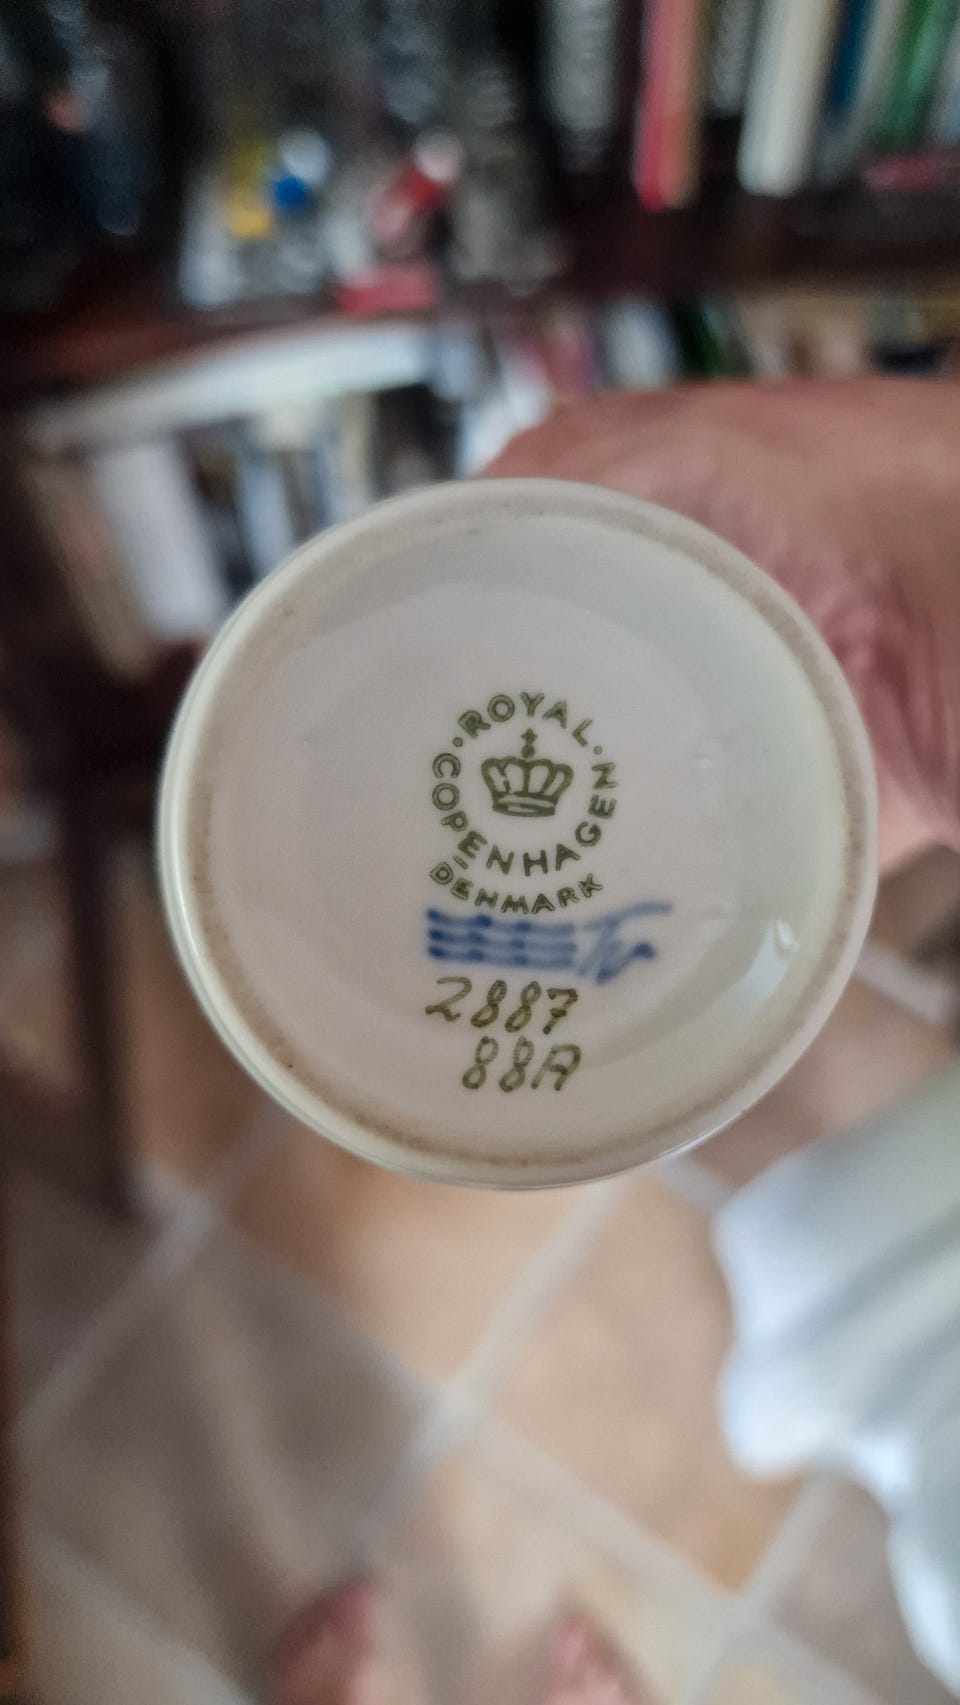 ROYAL
COPENHAGEN
DENMARK
2887
88A